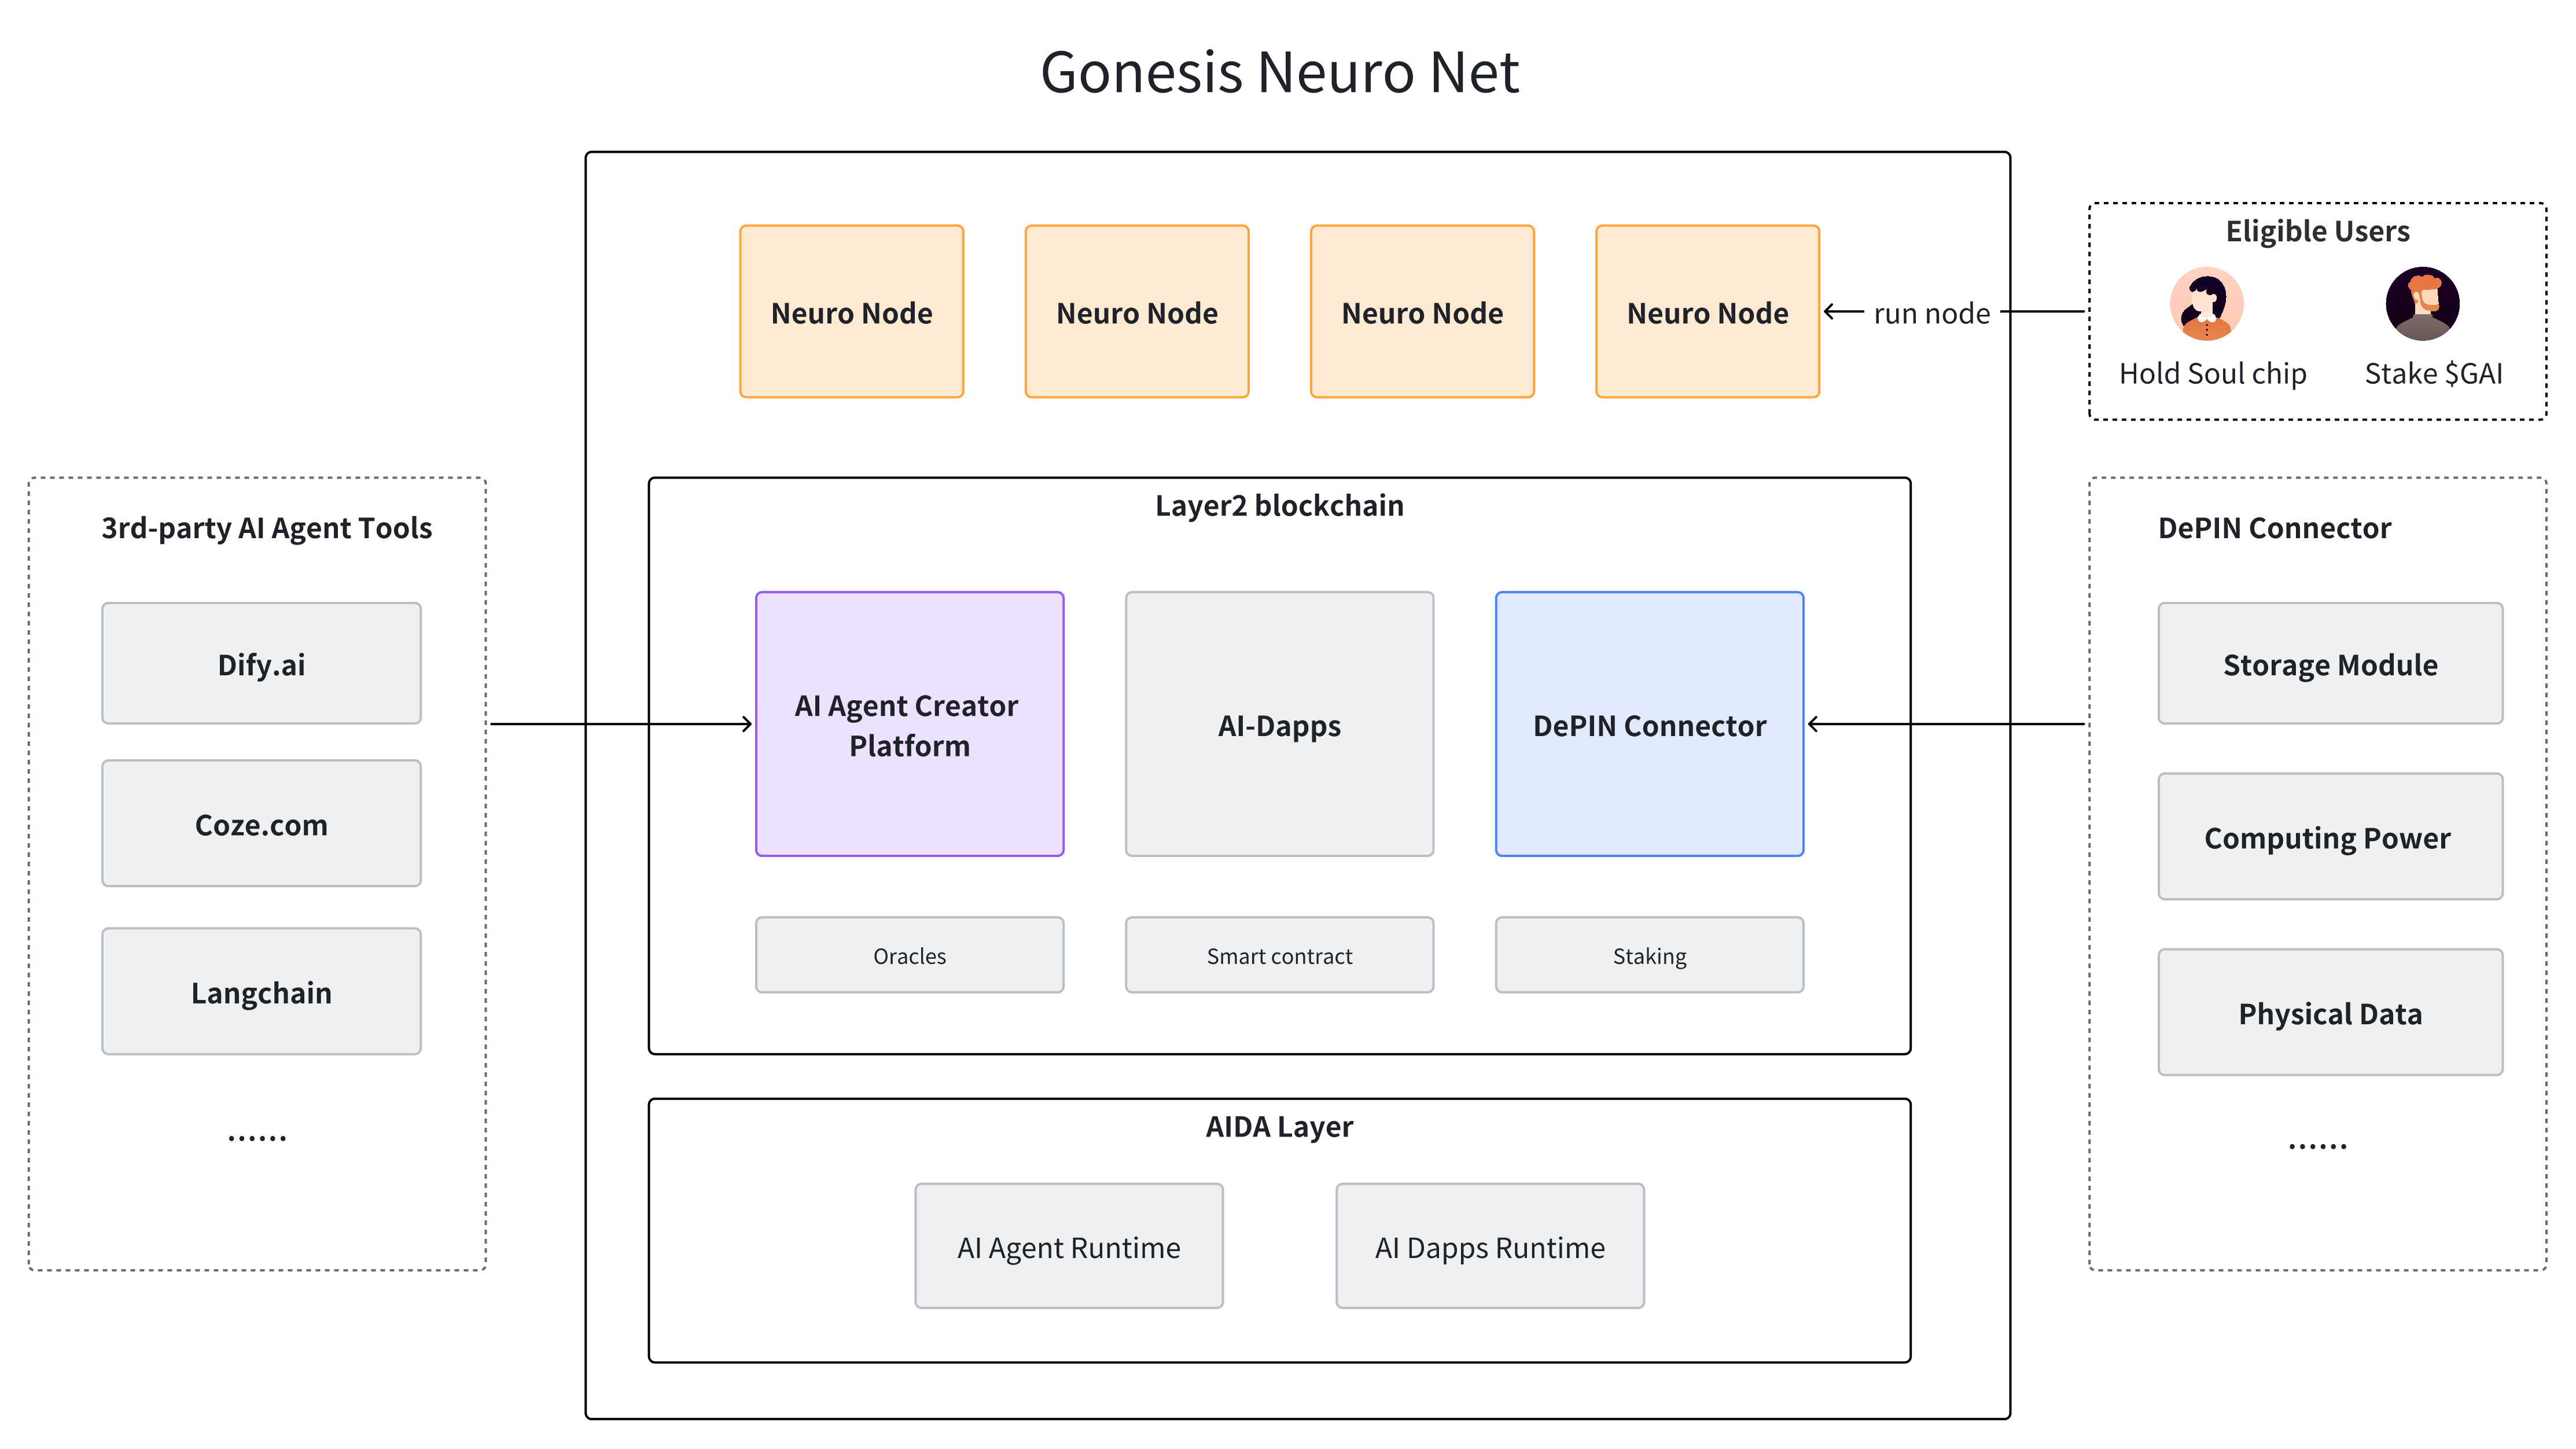 Gonesis Neuro Net
Neuro Node
Neuro Node
Neuro Node
Neuro Node
run node
Eligible Users
Hold Soul chip
Stake $GAI
3rd-party AI Agent Tools
Dify.ai
Coze.com
Langchain
......
Layer2 blockchain
AI Agent Creator
Platform
AI-Dapps
DePIN Connector
Oracles
Smart contract
Staking
AIDA Layer
AI Agent Runtime
AI Dapps Runtime
DePIN Connector
Storage Module
Computing Power
Physical Data
......